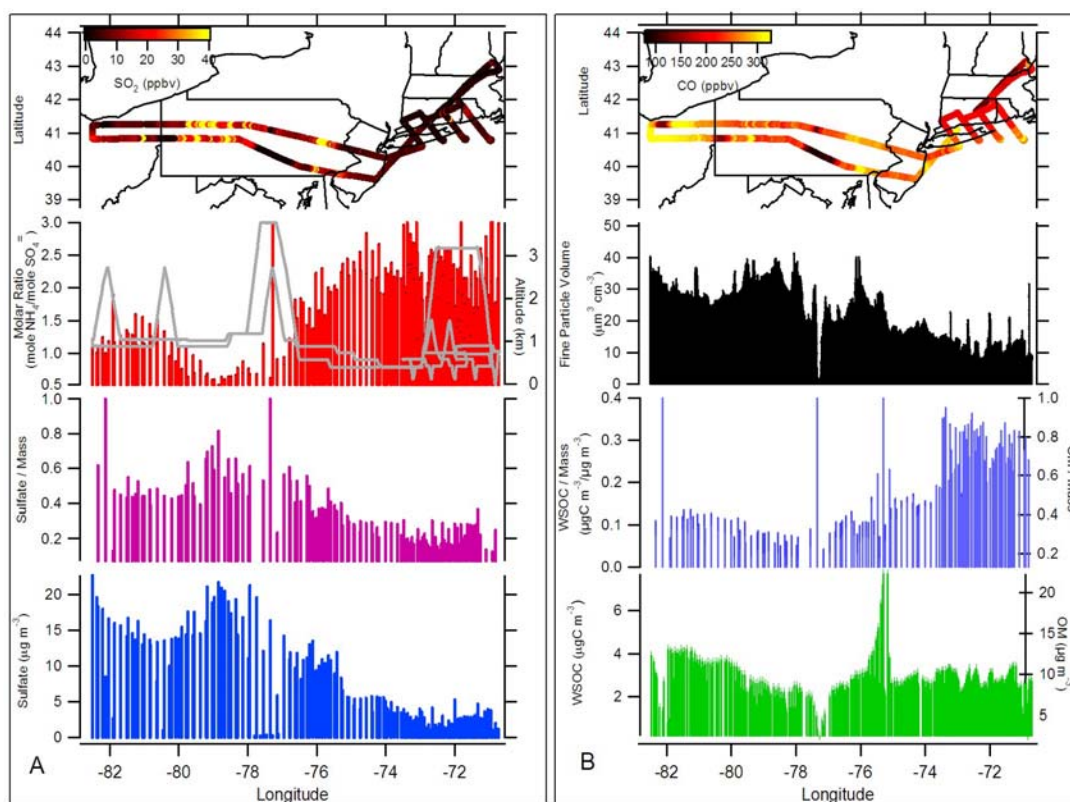 44
43
42
41
40
39
Latitude
0 10 20 30 40
SO2 (ppbv)
3.0
2.5
2.0
1.5
1.0
0.5
Molar Ratio
(mole NH4/mole SO4 =
)
3
2
1
0
Altitude (km)
1.0
0.8
0.6
0.4
0.2
Sulfate / Mass
20
15
10
5
0
Sulfate (µg m-3)
A
-82 -80 -78 -76 -74 -72
Longitude
44
43
42
41
40
39
Latitude
100 150 200 250 300
CO (ppbv)
50
40
30
20
10
0
Fine Particle Volume
(µm3 cm-3)
0.4
0.3
0.2
0.1
0.0
WSOC / Mass
(µgC m-3/µg m-3)
1.0
0.8
0.6
0.4
0.2
6
4
2
WSOC (µgC m-3)
20
15
10
5
OM (µg m-3)
B
-82 -80 -78 -76 -74 -72
Longitude